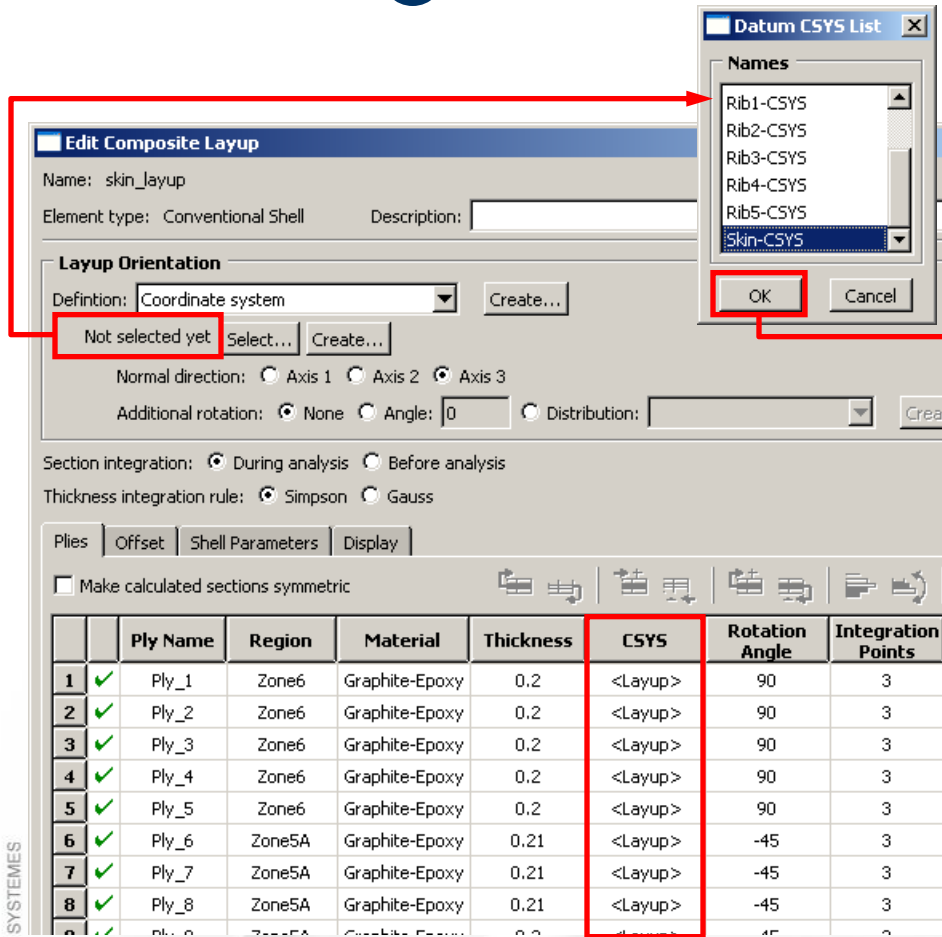 Datum CSYS List
Names
Rib1-CSYS
Rib2-CSYS
Rib3-CSYS
Rib4-CSYS
Rib5-CSYS
Skin-CSYS
OK Cancel
Edit Composite Layup
Name: skin_layup
Element type: Conventional Shell Description:
Layup Orientation
Defintion: Coordinate system Create...
Not selected yet Select... Create...
Normal direction: Axis 1 Axis 2 Axis 3
Additional rotation: None Angle: 0 Distribution: Crea
Section integration: During analysis Before analysis
Thickness integration rule: Simpson Gauss
Plies Offset Shell Parameters Display
Make calculated sections symmetric
Ply Name Region Material Thickness CSYS Rotation Angle Integration Points
1 Ply_1 Zone6 Graphite-Epoxy 0.2 <Layup> 90 3
2 Ply_2 Zone6 Graphite-Epoxy 0.2 <Layup> 90 3
3 Ply_3 Zone6 Graphite-Epoxy 0.2 <Layup> 90 3
4 Ply_4 Zone6 Graphite-Epoxy 0.2 <Layup> 90 3
5 Ply_5 Zone6 Graphite-Epoxy 0.2 <Layup> 90 3
6 Ply_6 Zone5A Graphite-Epoxy 0.21 <Layup> -45 3
7 Ply_7 Zone5A Graphite-Epoxy 0.21 <Layup> -45 3
8 Ply_8 Zone5A Graphite-Epoxy 0.21 <Layup> -45 3
SYSTEMES